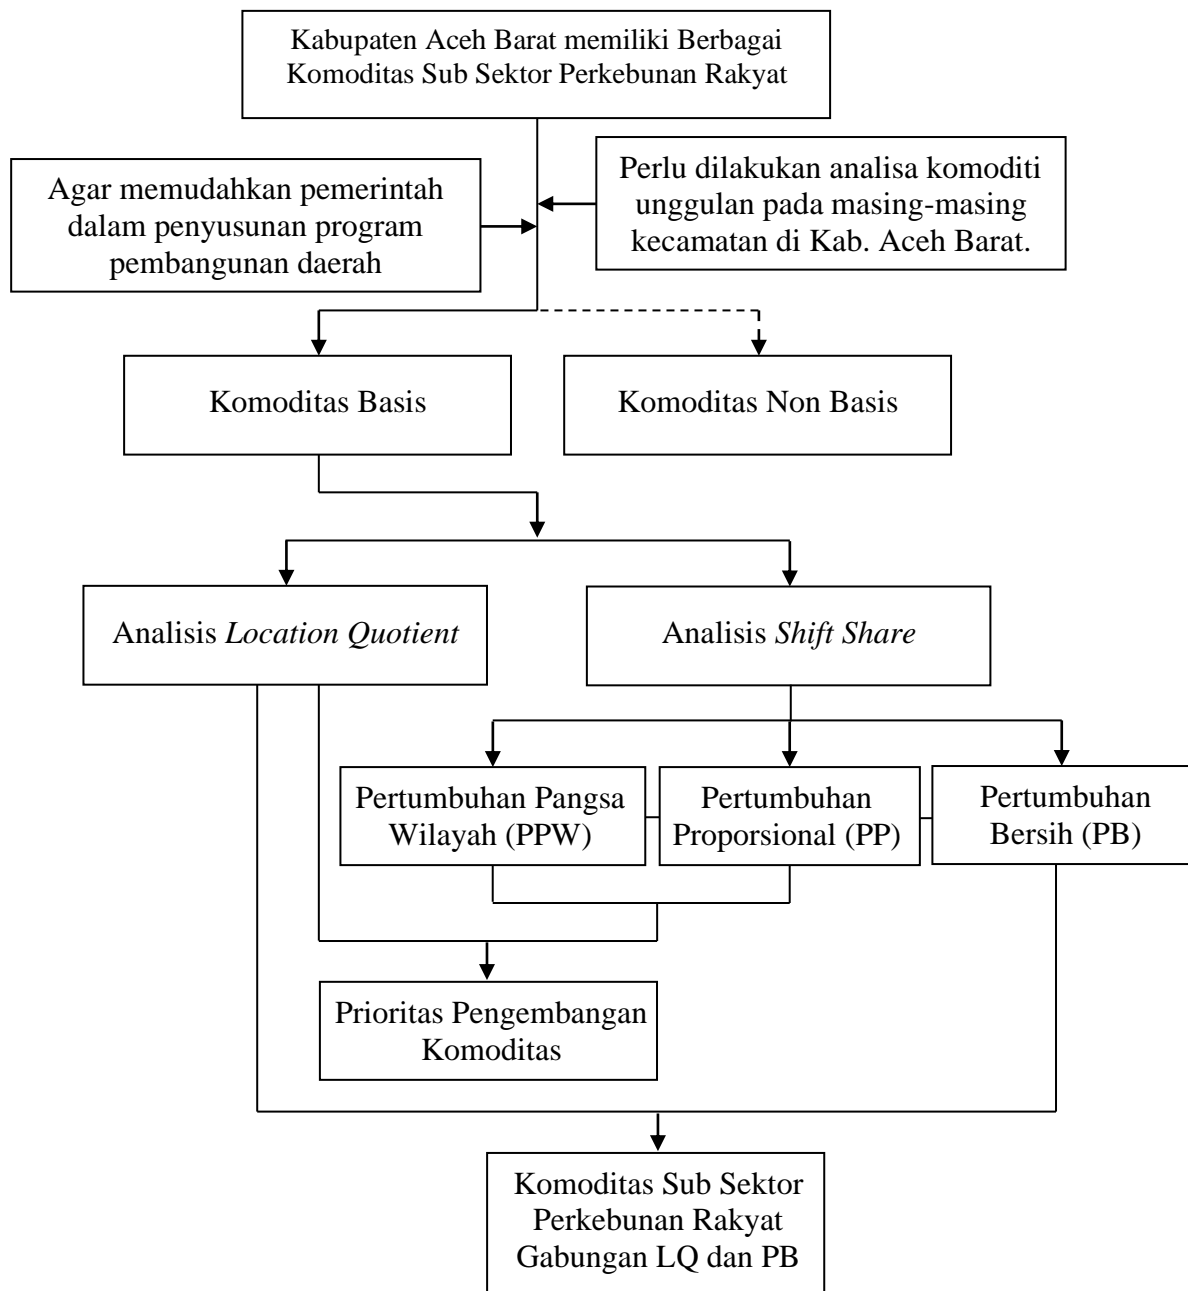 Kabupaten Aceh Barat memiliki Berbagai
Komoditas Sub Sektor Perkebunan Rakyat
Agar memudahkan pemerintah
dalam penyusunan program
pembangunan daerah
Perlu dilakukan analisa komoditi
unggulan pada masing-masing
kecamatan di Kab. Aceh Barat.
Komoditas Basis
Komoditas Non Basis
Analisis Location Quotient
Analisis Shift Share
Pertumbuhan Pangsa
Wilayah (PPW)
Pertumbuhan
Proporsional (PP)
Pertumbuhan
Bersih (PB)
Prioritas Pengembangan
Komoditas
Komoditas Sub Sektor
Perkebunan Rakyat
Gabungan LQ dan PB